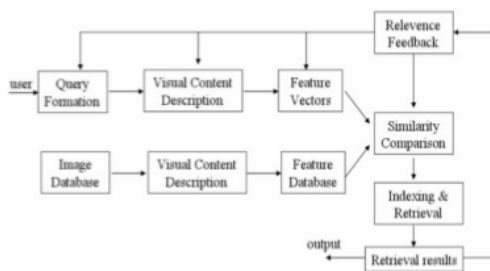 Relevence
Feedback
user
Query
Formation
Visual Content
Description
Feature
Vectors
Similarity
Comparison
Image
Database
Visual Content
Description
Feature
Database
Indexing &
Retrieval
output
Retrieval results